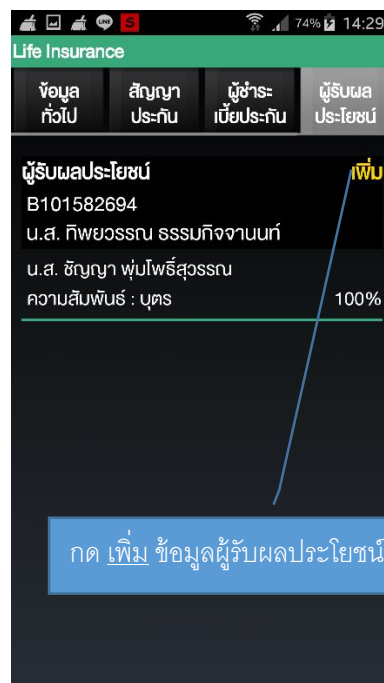 S 74% 14:29
Life Insurance
ข้อมูล สัญญา ผู้ชำระ ผู้รับผล
ทั่วไป ประกัน เบี้ยประกัน ประโยชน์
ผู้รับผลประโยชน์ เพิ่ม
B101582694
น.ส. ทิพยวรรณ ธรรมกิจจานนท์
น.ส. ชัญญา พุ่มโพธิ์สุวรรณ
ความสัมพันธ์ : บุตร 100%
กด เพิ่ม ข้อมูลผู้รับผลประโยชน์